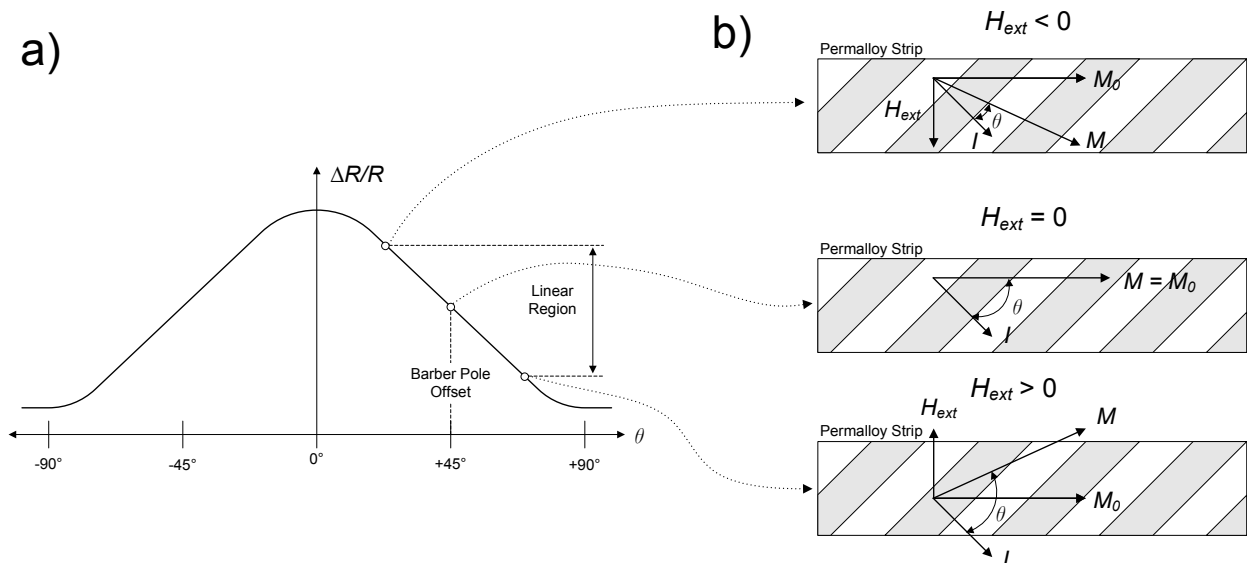 a)
ΔR/R
Linear
Region
Barber Pole
Offset
θ
-90°
-45°
0°
+45°
+90°
b)
H_ext < 0
Permalloy Strip
M_0
H_ext
θ
I
M
H_ext = 0
Permalloy Strip
M = M_0
θ
I
H_ext > 0
H_ext
M
Permalloy Strip
M_0
θ
I